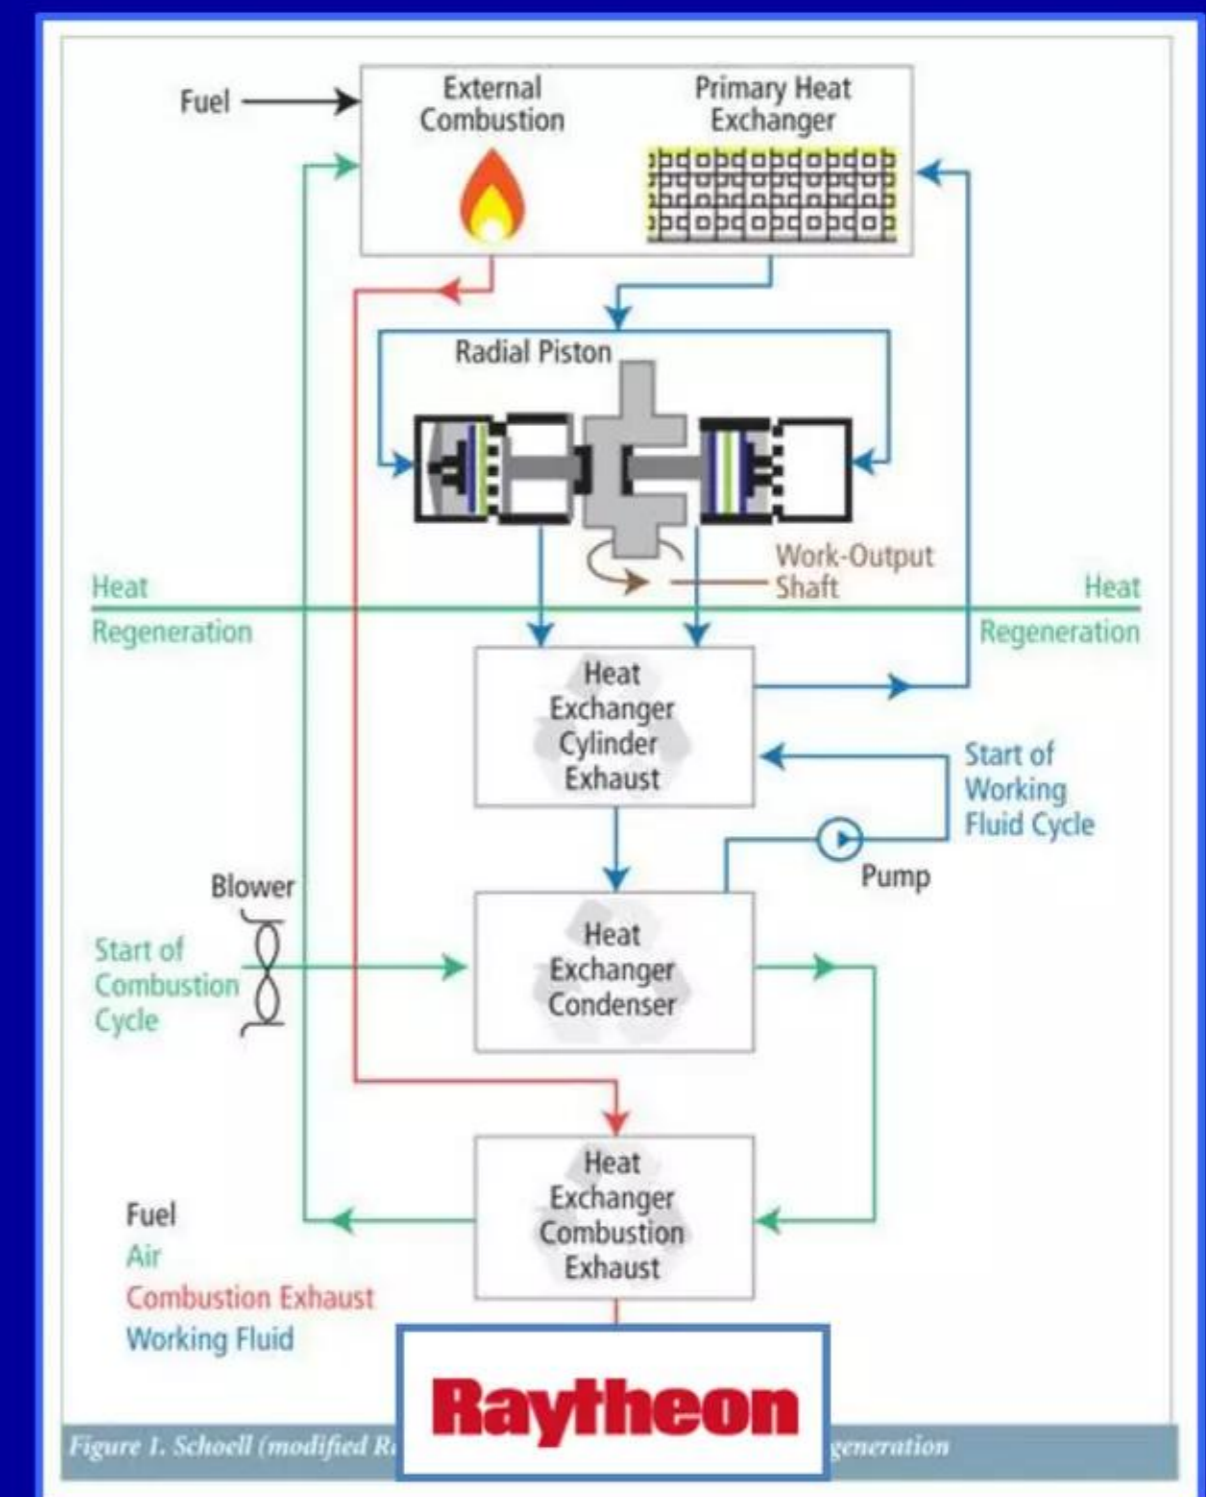 Fuel
External
Combustion
Primary Heat
Exchanger
Radial Piston
Work-Output
Shaft
Heat
Regeneration
Heat
Regeneration
Heat
Exchanger
Cylinder
Exhaust
Start of
Working
Fluid Cycle
Pump
Blower
Start of
Combustion
Cycle
Heat
Exchanger
Condenser
Heat
Exchanger
Combustion
Exhaust
Fuel
Air
Combustion Exhaust
Working Fluid
Raytheon
Figure 1. Schoell (modified